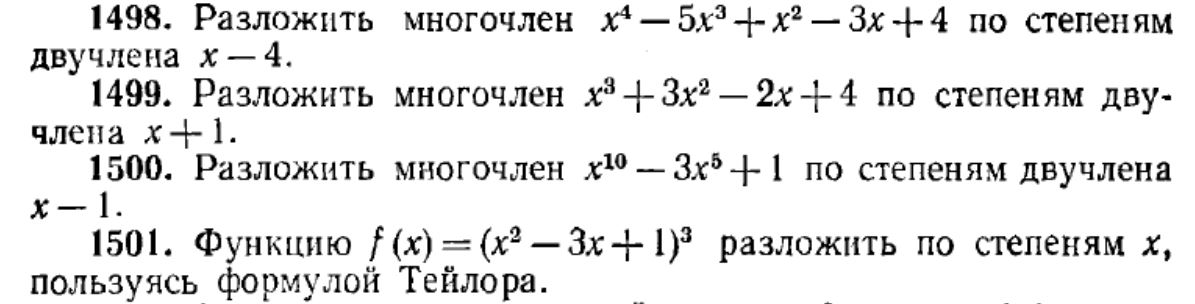 1498. Разложить многочлен x⁴ — 5x³ + x² — 3x + 4 по степеням
двучлена x — 4.
1499. Разложить многочлен x³ + 3x² — 2x + 4 по степеням дву-
члена x + 1.
1500. Разложить многочлен x¹⁰ — 3x⁵ + 1 по степеням двучлена
x — 1.
1501. Функцию f (x) = (x² — 3x + 1)³ разложить по степеням x,
пользуясь формулой Тейлора.